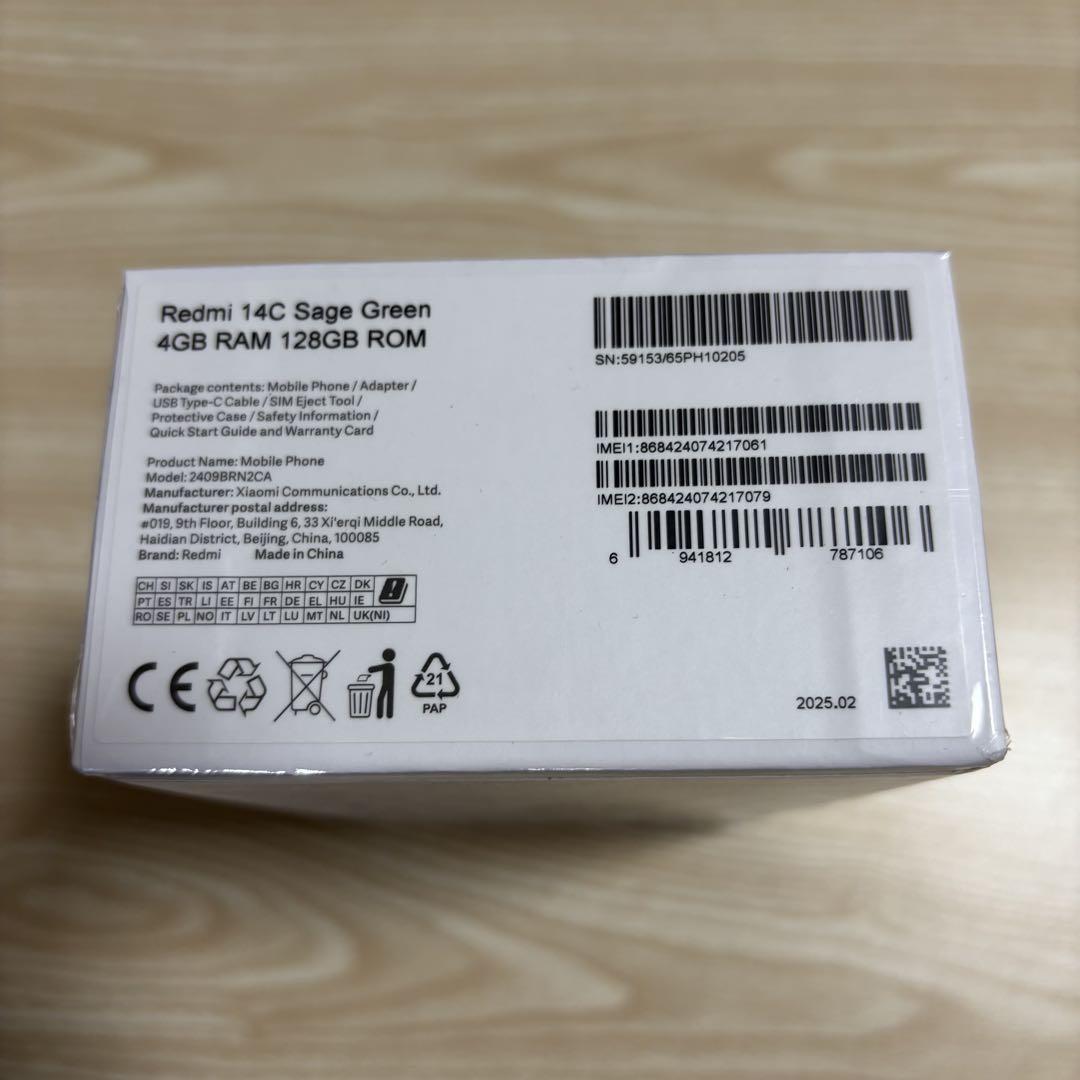 Redmi 14C Sage Green
4GB RAM 128GB ROM
Package contents: Mobile Phone / Adapter /
USB Type-C Cable / SIM Eject Tool /
Protective Case / Safety Information /
Quick Start Guide and Warranty Card
Product Name: Mobile Phone
Model: 2409BRN2CA
Manufacturer: Xiaomi Communications Co., Ltd.
Manufacturer postal address:
#019, 9th Floor, Building 6, 33 Xi'erqi Middle Road,
Haidian District, Beijing, China, 100085
Brand: Redmi Made in China
CH SI SK IS AT BE BG HR CY CZ DK
PT ES TR LI EE FI FR DE EL HU IE
RO SE PL NO IT LV LT LU MT NL UK(NI)
CE
21
PAP
SN:59153/65PH10205
IMEI1:868424074217061
IMEI2:868424074217079
6 941812 787106
2025.02